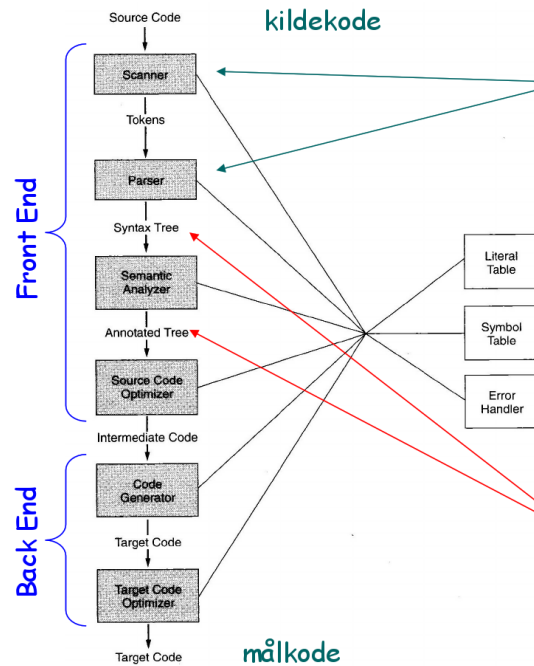 Source Code
kildekode
Scanner
Tokens
Parser
Syntax Tree
Semantic
Analyzer
Annotated Tree
Source Code
Optimizer
Intermediate Code
Code
Generator
Target Code
Target Code
Optimizer
Target Code
målkode
Front End
Back End
Literal
Table
Symbol
Table
Error
Handler